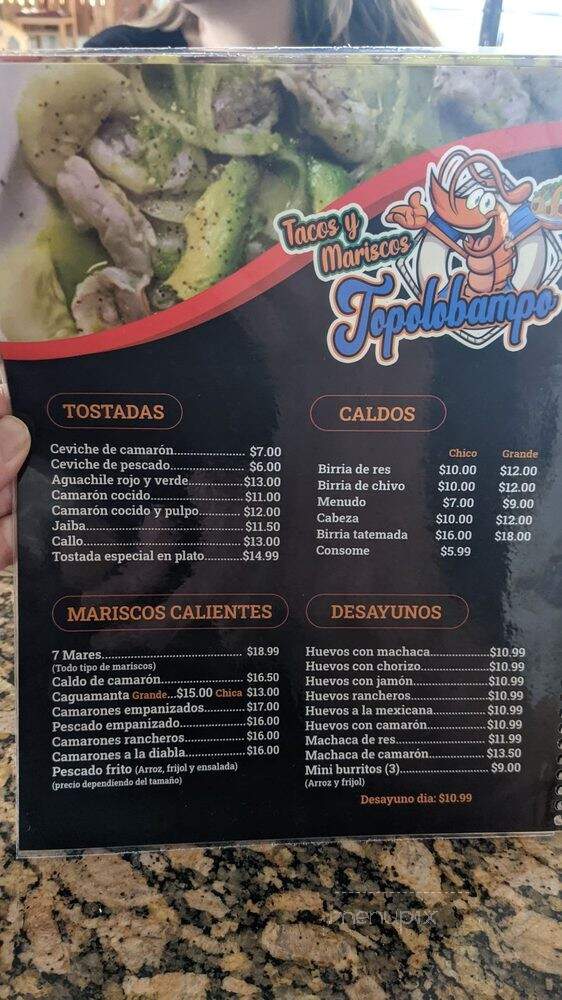 Tacos y
Mariscos
Topolobampo
TOSTADAS
Ceviche de camarón..................... $7.00
Ceviche de pescado..................... $6.00
Aguachile rojo y verde................$13.00
Camarón cocido..........................$11.00
Camarón cocido y pulpo............$12.00
Jaiba............................................$11.50
Callo............................................$13.00
Tostada especial en plato...........$14.99
CALDOS
Chico Grande
Birria de res $10.00 $12.00
Birria de chivo $10.00 $12.00
Menudo $7.00 $9.00
Cabeza $10.00 $12.00
Birria tatemada $16.00 $18.00
Consome $5.99
MARISCOS CALIENTES
7 Mares..................................... $18.99
(Todo tipo de mariscos)
Caldo de camarón...................... $16.50
Caguamanta Grande...$15.00 Chica $13.00
Camarones empanizados...........$17.00
Pescado empanizado..................$16.00
Camarones rancheros................$16.00
Camarones a la diabla................$16.00
Pescado frito (Arroz, frijol y ensalada)
(precio dependiendo del tamaño)
DESAYUNOS
Huevos con machaca................$10.99
Huevos con chorizo...................$10.99
Huevos con jamón.....................$10.99
Huevos rancheros......................$10.99
Huevos a la mexicana................$10.99
Huevos con camarón.................$10.99
Machaca de res..........................$11.99
Machaca de camarón.................$13.50
Mini burritos (3)......................... $9.00
(Arroz y frijol)
Desayuno dia: $10.99
menupix